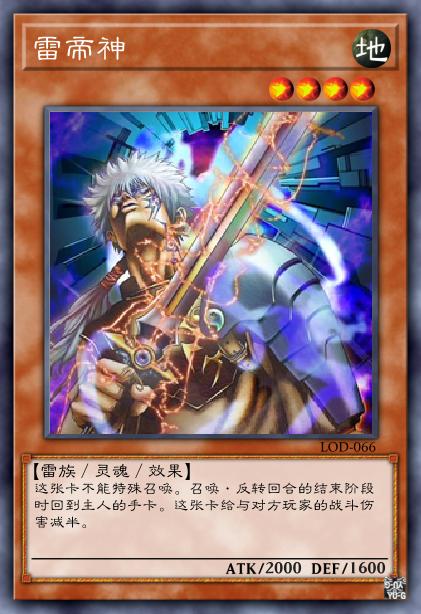 雷帝神
地
LOD-066
【雷族／灵魂／效果】
这张卡不能特殊召唤。召唤·反转回合的结束阶段
时回到主人的手卡。这张卡给与对方玩家的战斗伤
害减半。
ATK/2000 DEF/1600